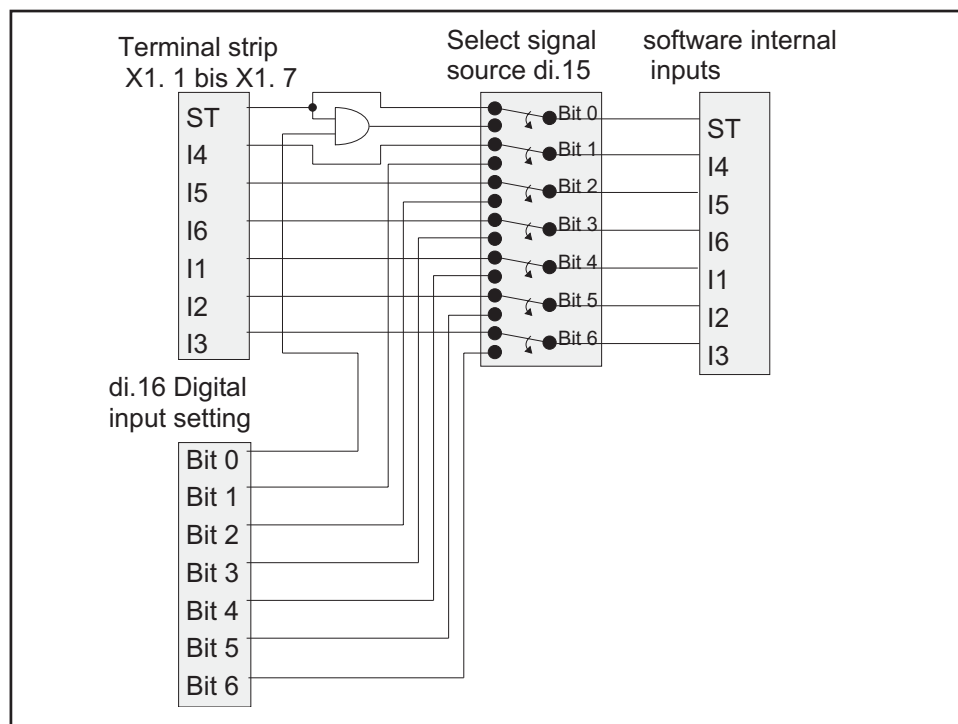 Terminal strip
X1. 1 bis X1. 7
ST
I4
I5
I6
I1
I2
I3
di.16 Digital
input setting
Bit 0
Bit 1
Bit 2
Bit 3
Bit 4
Bit 5
Bit 6
Select signal
source di.15
Bit 0
Bit 1
Bit 2
Bit 3
Bit 4
Bit 5
Bit 6
software internal
inputs
ST
I4
I5
I6
I1
I2
I3